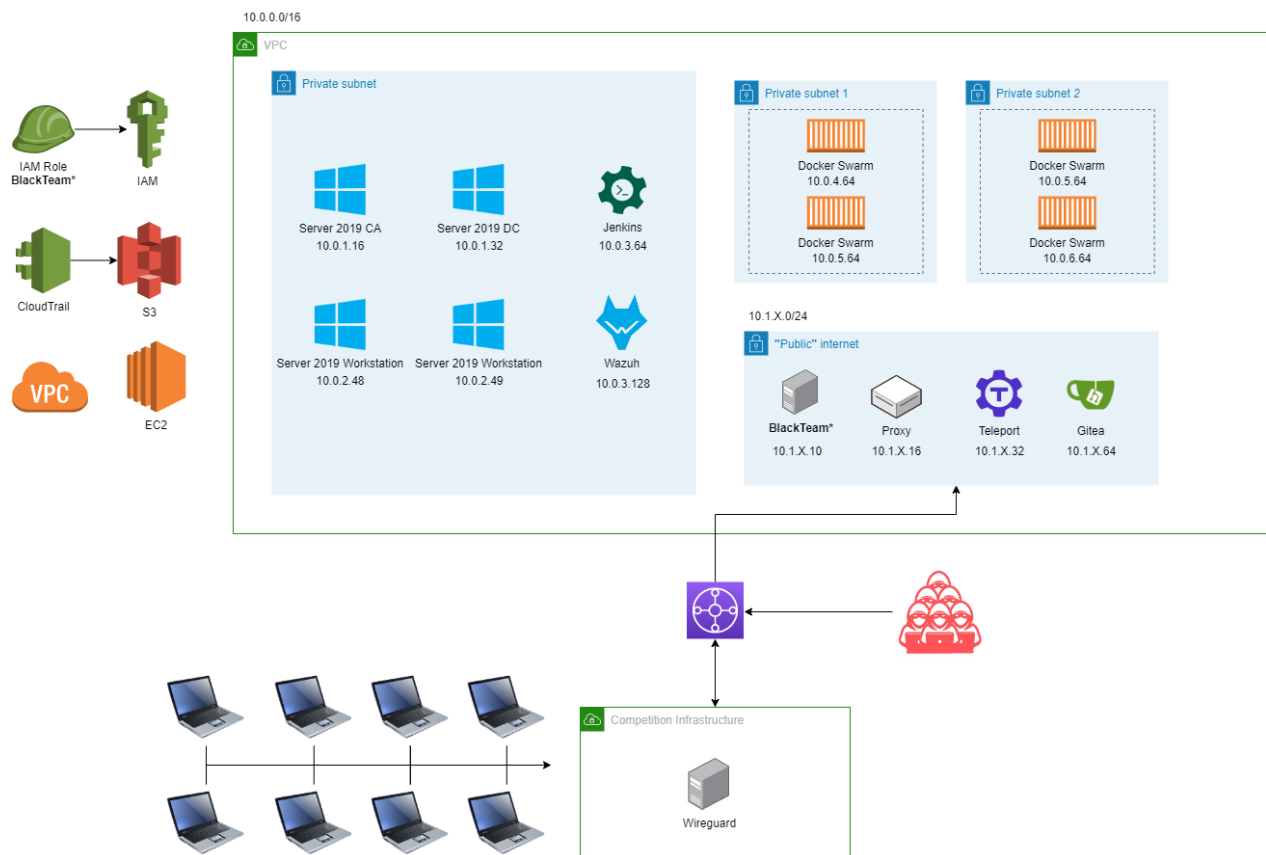 10.0.0.0/16
VPC
Private subnet
Server 2019 CA
10.0.1.16
Server 2019 DC
10.0.1.32
Jenkins
10.0.3.64
Server 2019 Workstation
10.0.2.48
Server 2019 Workstation
10.0.2.49
Wazuh
10.0.3.128
Private subnet 1
Docker Swarm
10.0.4.64
Docker Swarm
10.0.5.64
Private subnet 2
Docker Swarm
10.0.5.64
Docker Swarm
10.0.6.64
10.1.X.0/24
"Public" internet
BlackTeam*
10.1.X.10
Proxy
10.1.X.16
Teleport
10.1.X.32
Gitea
10.1.X.64
IAM Role
BlackTeam*
IAM
CloudTrail
S3
VPC
EC2
Competition Infrastructure
Wireguard